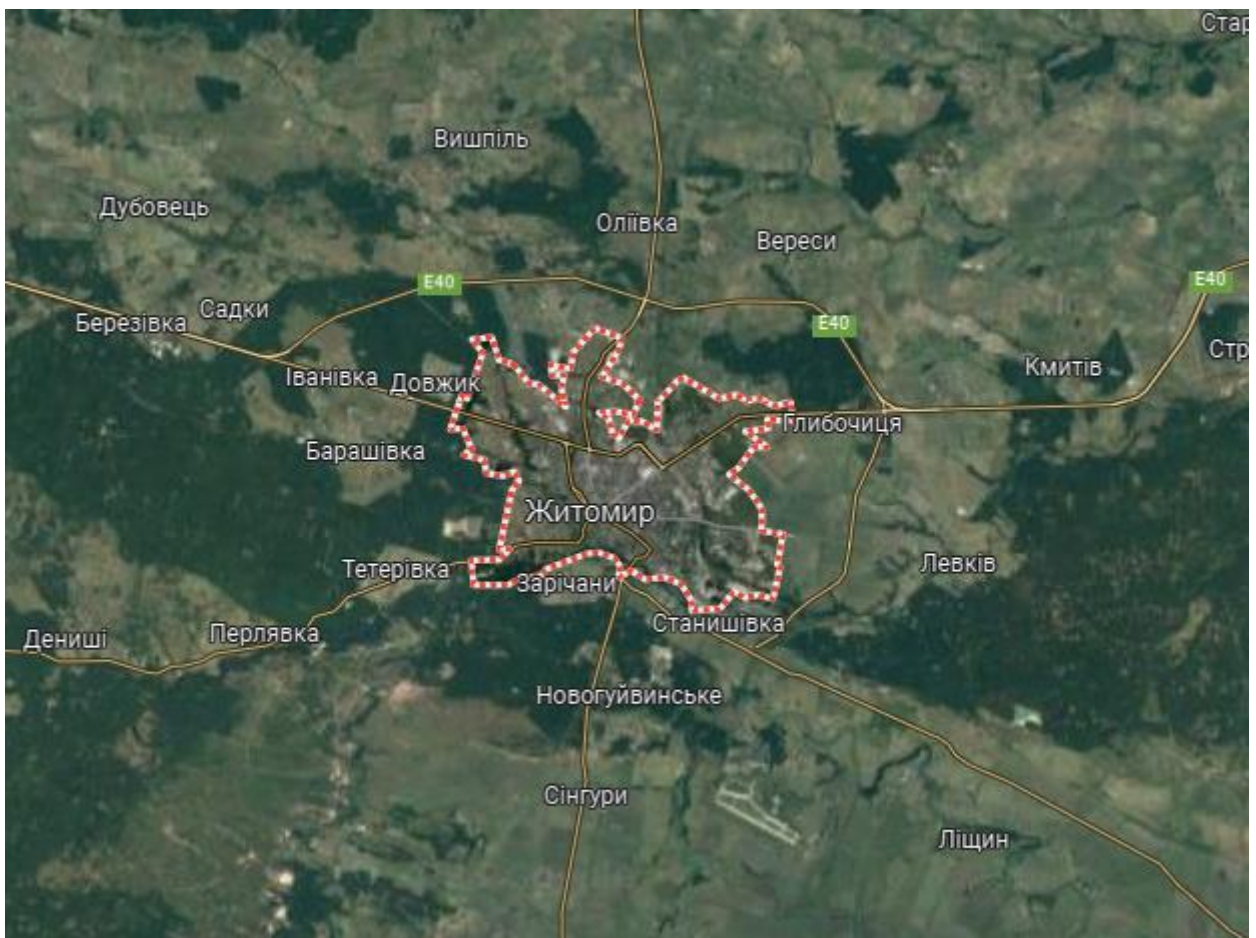 Стар
Вишпіль
Дубовець
Оліївка
Вереси
E40
E40
Садки
Березівка
E40
Стр
Кмитів
Іванівка
Довжик
Глибочиця
Барашівка
Житомир
Левків
Тетерівка
Зарічани
Станишівка
Перлявка
Дениші
Новогуйвинське
Сінгури
Ліщин